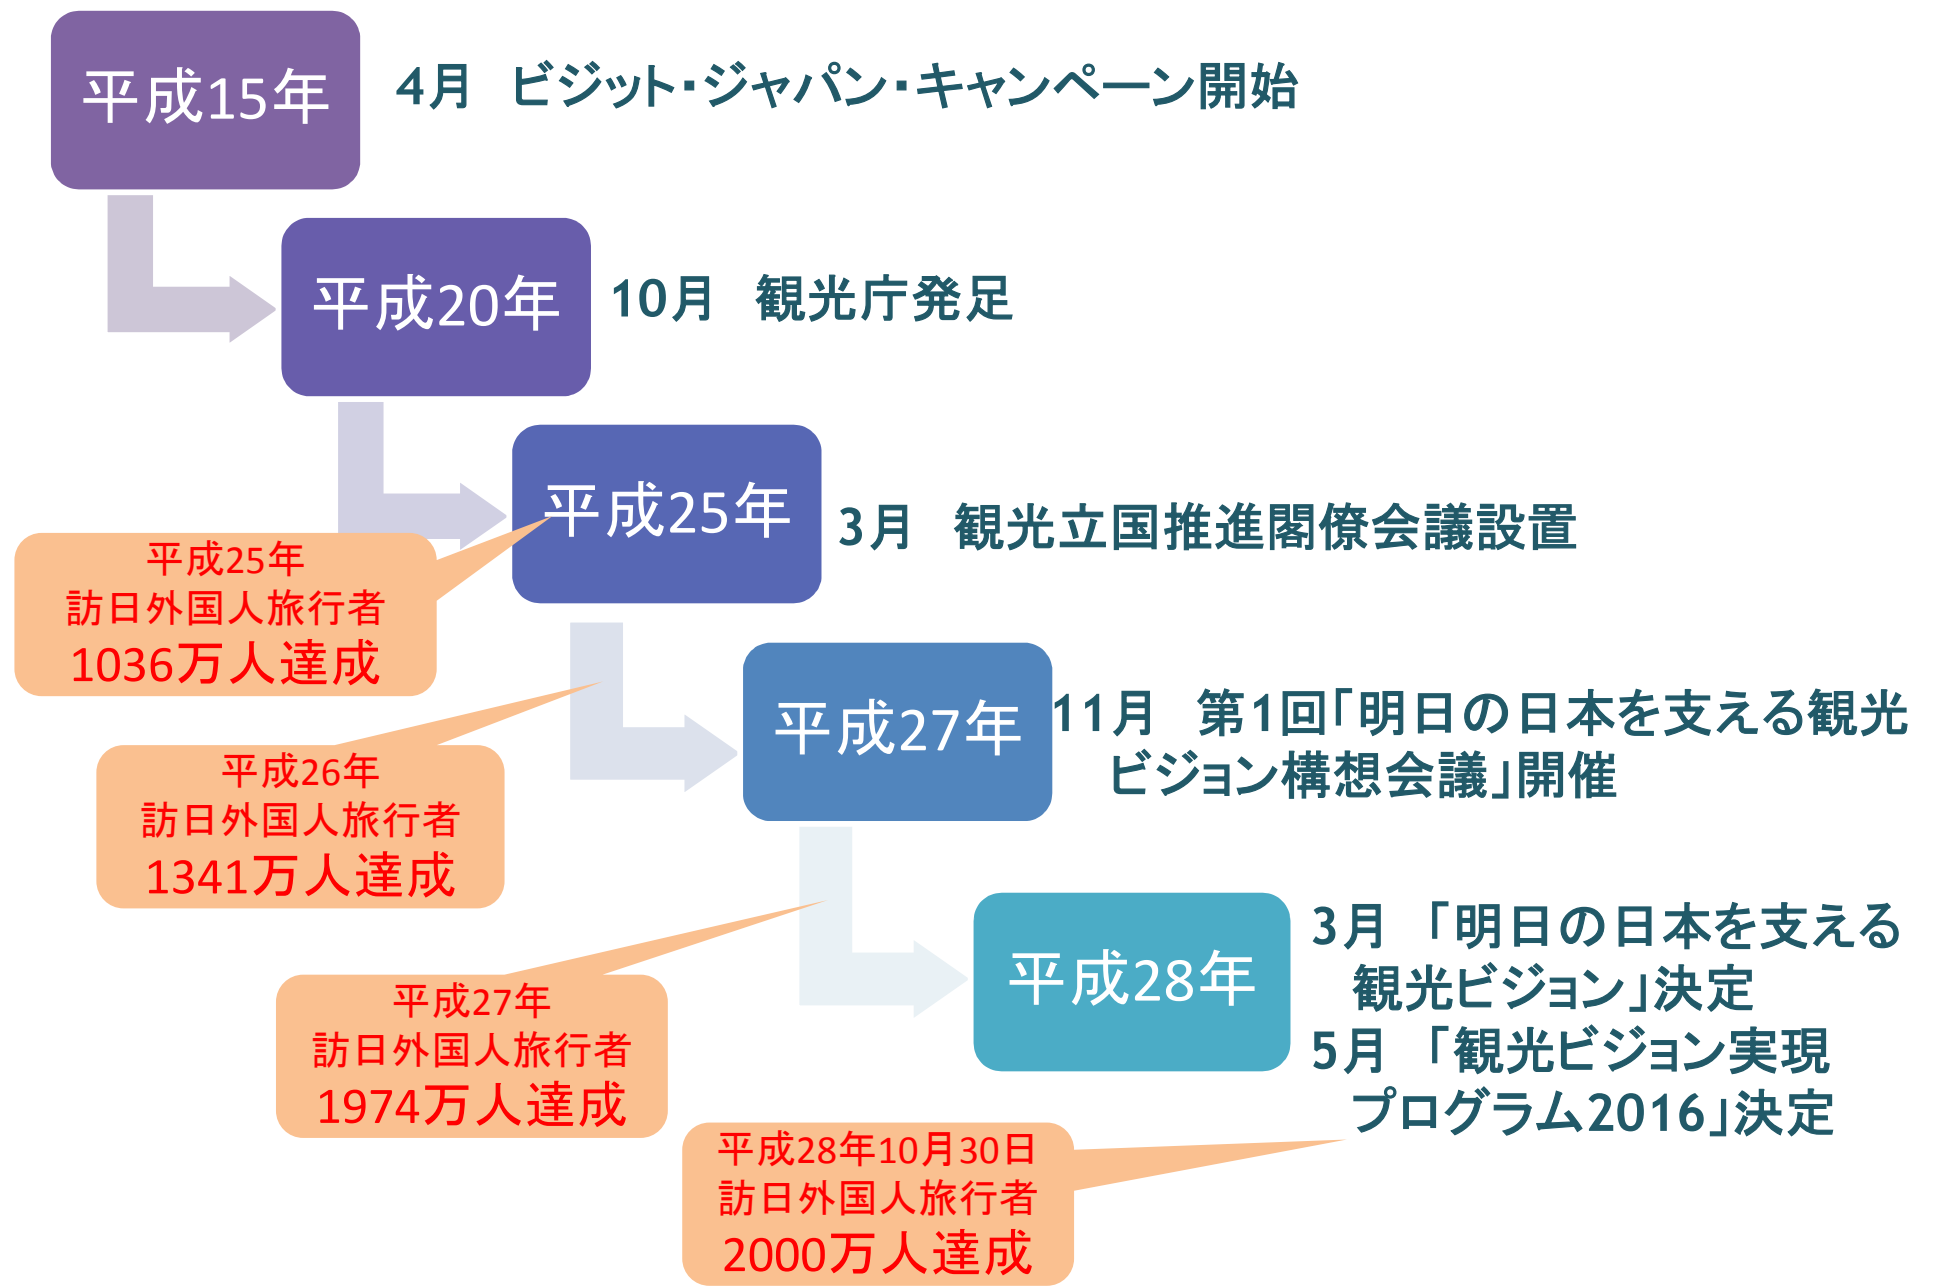 平成15年
4月　ビジット・ジャパン・キャンペーン開始
平成20年
10月　観光庁発足
平成25年
3月　観光立国推進閣僚会議設置
平成25年
訪日外国人旅行者
1036万人達成
平成27年
11月　第1回「明日の日本を支える観光
ビジョン構想会議」開催
平成26年
訪日外国人旅行者
1341万人達成
平成28年
3月　「明日の日本を支える
観光ビジョン」決定
5月　「観光ビジョン実現
プログラム2016」決定
平成27年
訪日外国人旅行者
1974万人達成
平成28年10月30日
訪日外国人旅行者
2000万人達成